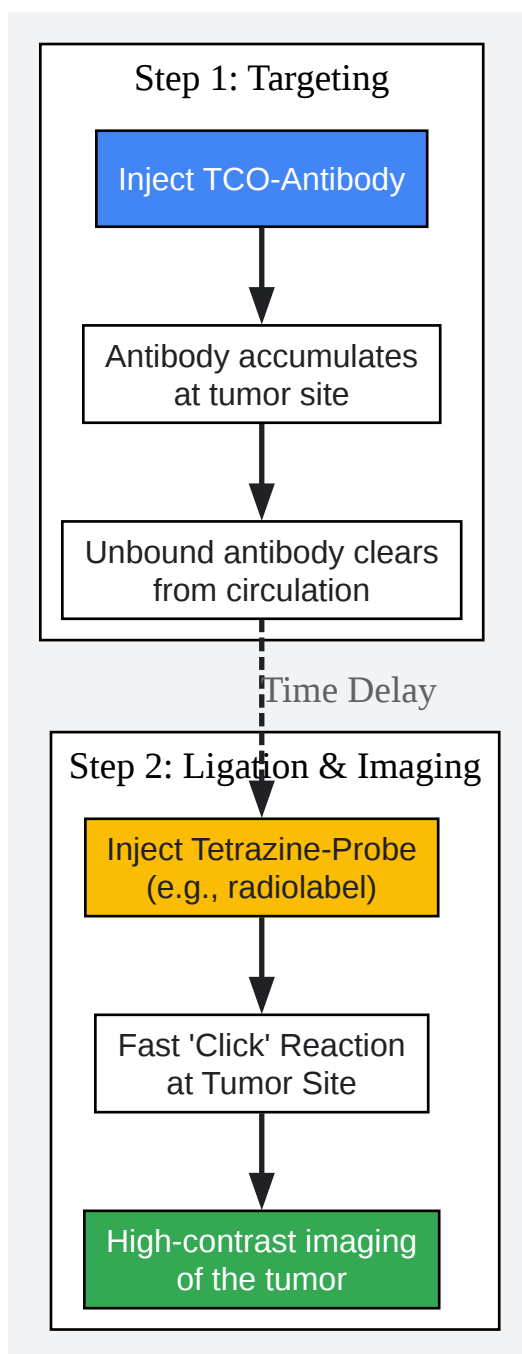 Step 1: Targeting
Inject TCO-Antibody
Antibody accumulates
at tumor site
Unbound antibody clears
from circulation
Time Delay
Step 2: Ligation & Imaging
Inject Tetrazine-Probe
(e.g., radiolabel)
Fast 'Click' Reaction
at Tumor Site
High-contrast imaging
of the tumor